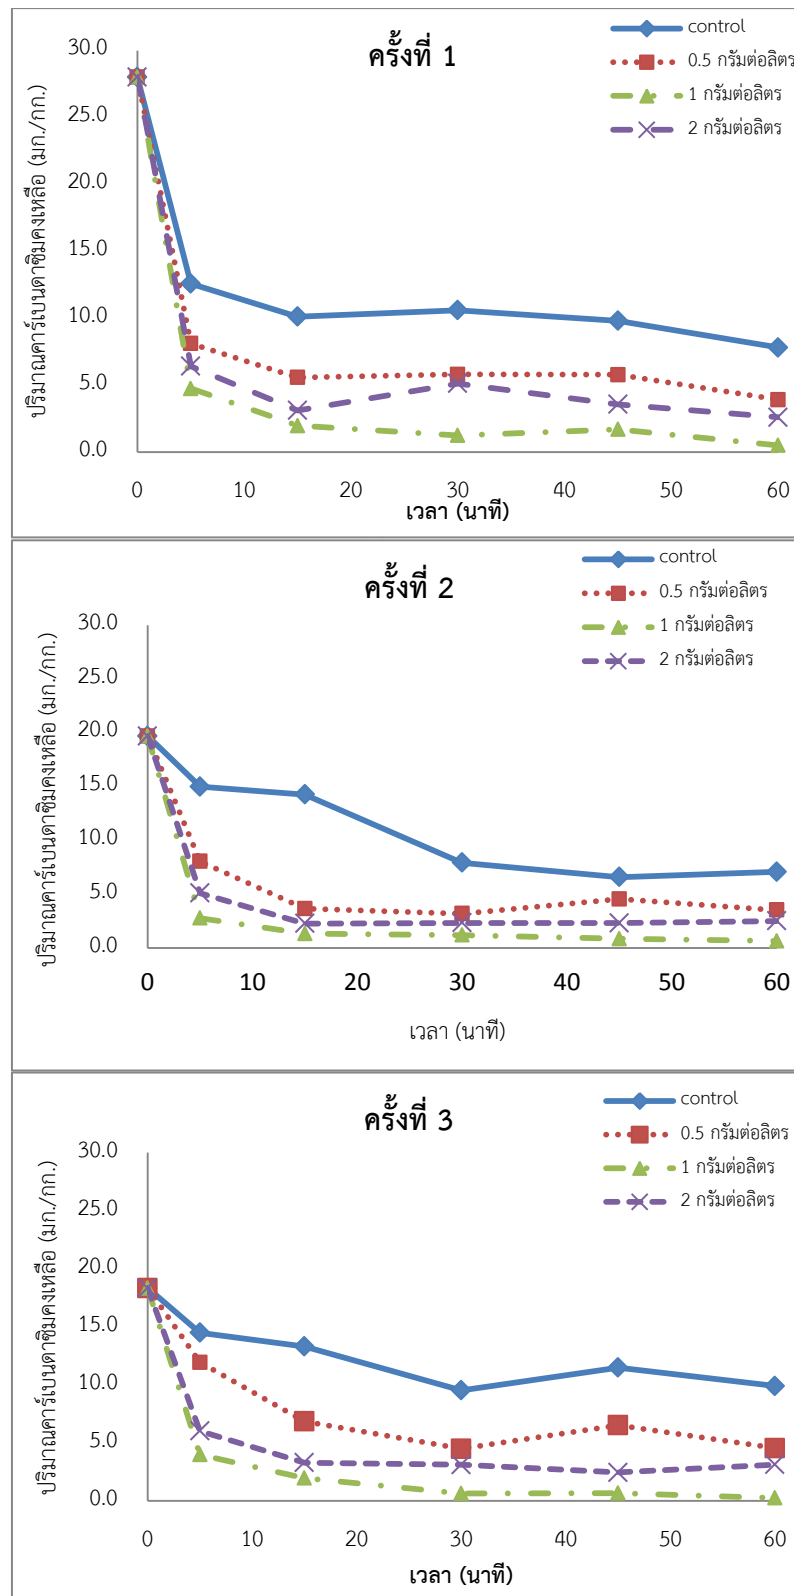 ครั้งที่ 1
control
0.5 กรัมต่อลิตร
1 กรัมต่อลิตร
2 กรัมต่อลิตร
ปริมาณคาร์เบนดาซิมคงเหลือ (มก./กก.)
30.0
25.0
20.0
15.0
10.0
5.0
0.0
0 10 20 30 40 50 60
เวลา (นาที)
ครั้งที่ 2
control
0.5 กรัมต่อลิตร
1 กรัมต่อลิตร
2 กรัมต่อลิตร
ปริมาณคาร์เบนดาซิมคงเหลือ (มก./กก.)
30.0
25.0
20.0
15.0
10.0
5.0
0.0
0 10 20 30 40 50 60
เวลา (นาที)
ครั้งที่ 3
control
0.5 กรัมต่อลิตร
1 กรัมต่อลิตร
2 กรัมต่อลิตร
ปริมาณคาร์เบนดาซิมคงเหลือ (มก./กก.)
30.0
25.0
20.0
15.0
10.0
5.0
0.0
0 10 20 30 40 50 60
เวลา (นาที)